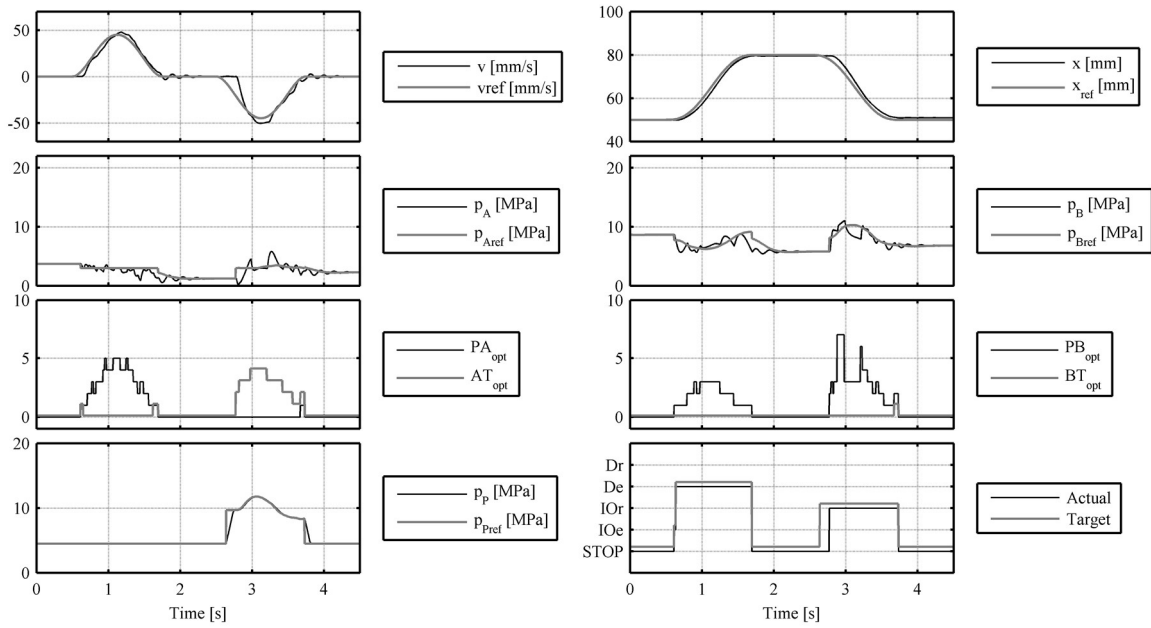 50
0
-50
v [mm/s]
vref [mm/s]
100
80
60
40
x [mm]
x_ref [mm]
20
10
0
p_A [MPa]
p_Aref [MPa]
20
10
0
p_B [MPa]
p_Bref [MPa]
10
5
0
PA_opt
AT_opt
10
5
0
PB_opt
BT_opt
20
10
0
0 1 2 3 4
Time [s]
p_P [MPa]
p_Pref [MPa]
Dr
De
IOr
IOe
STOP
0 1 2 3 4
Time [s]
Actual
Target